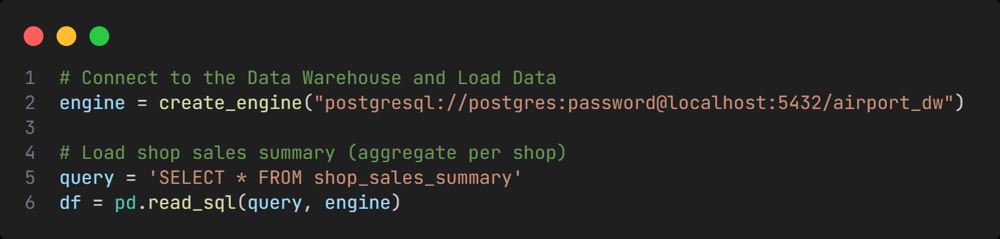 1 # Connect to the Data Warehouse and Load Data
2 engine = create_engine("postgresql://postgres:password@localhost:5432/airport_dw")
3
4 # Load shop sales summary (aggregate per shop)
5 query = 'SELECT * FROM shop_sales_summary'
6 df = pd.read_sql(query, engine)